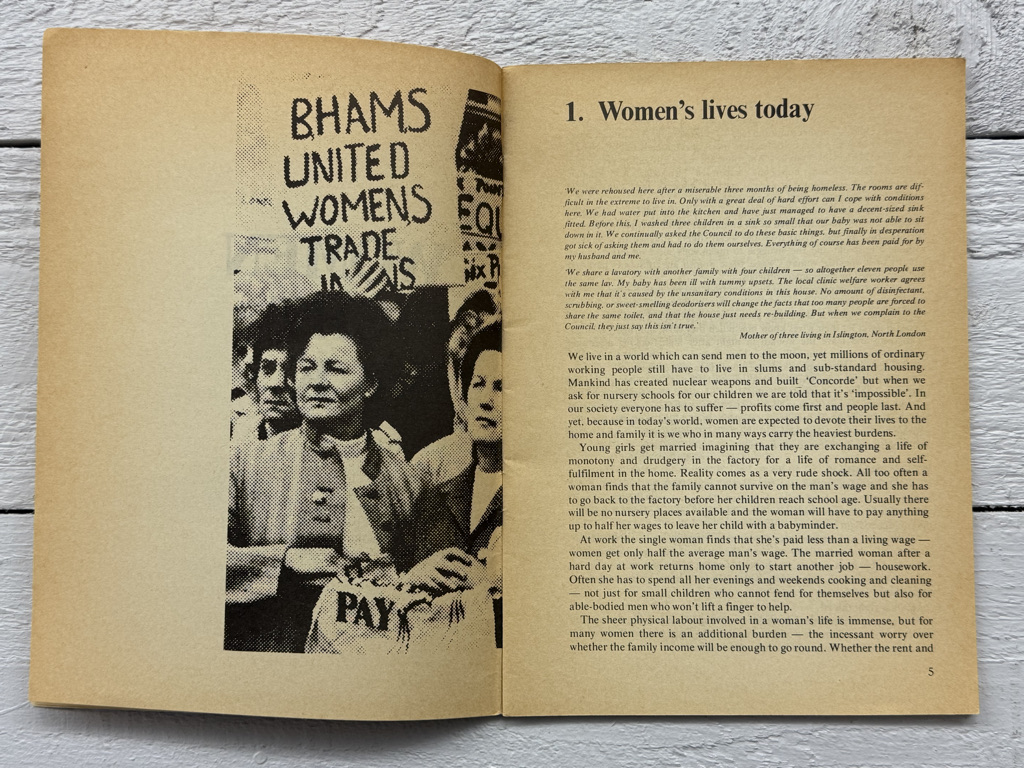 BHAMS
UNITED
WOMENS
TRADE
EQU
SIX P
PAY
1. Women's lives today
'We were rehoused here after a miserable three months of being homeless. The rooms are dif-
ficult in the extreme to live in. Only with a great deal of hard effort can I cope with conditions
here. We had water put into the kitchen and have just managed to have a decent-sized sink
fitted. Before this, I washed three children in a sink so small that our baby was not able to sit
down in it. We continually asked the Council to do these basic things, but finally in desperation
got sick of asking them and had to do them ourselves. Everything of course has been paid for by
my husband and me.
'We share a lavatory with another family with four children — so altogether eleven people use
the same lav. My baby has been ill with tummy upsets. The local clinic welfare worker agrees
with me that it's caused by the unsanitary conditions in this house. No amount of disinfectant,
scrubbing, or sweet-smelling deodorisers will change the facts that too many people are forced to
share the same toilet, and that the house just needs re-building. But when we complain to the
Council, they just say this isn't true.'
Mother of three living in Islington, North London
We live in a world which can send men to the moon, yet millions of ordinary
working people still have to live in slums and sub-standard housing.
Mankind has created nuclear weapons and built 'Concorde' but when we
ask for nursery schools for our children we are told that it's 'impossible'. In
our society everyone has to suffer — profits come first and people last. And
yet, because in today's world, women are expected to devote their lives to the
home and family it is we who in many ways carry the heaviest burdens.
Young girls get married imagining that they are exchanging a life of
monotony and drudgery in the factory for a life of romance and self-
fulfilment in the home. Reality comes as a very rude shock. All too often a
woman finds that the family cannot survive on the man's wage and she has
to go back to the factory before her children reach school age. Usually there
will be no nursery places available and the woman will have to pay anything
up to half her wages to leave her child with a babyminder.
At work the single woman finds that she's paid less than a living wage —
women get only half the average man's wage. The married woman after a
hard day at work returns home only to start another job — housework.
Often she has to spend all her evenings and weekends cooking and cleaning
— not just for small children who cannot fend for themselves but also for
able-bodied men who won't lift a finger to help.
The sheer physical labour involved in a woman's life is immense, but for
many women there is an additional burden — the incessant worry over
whether the family income will be enough to go round. Whether the rent and
5